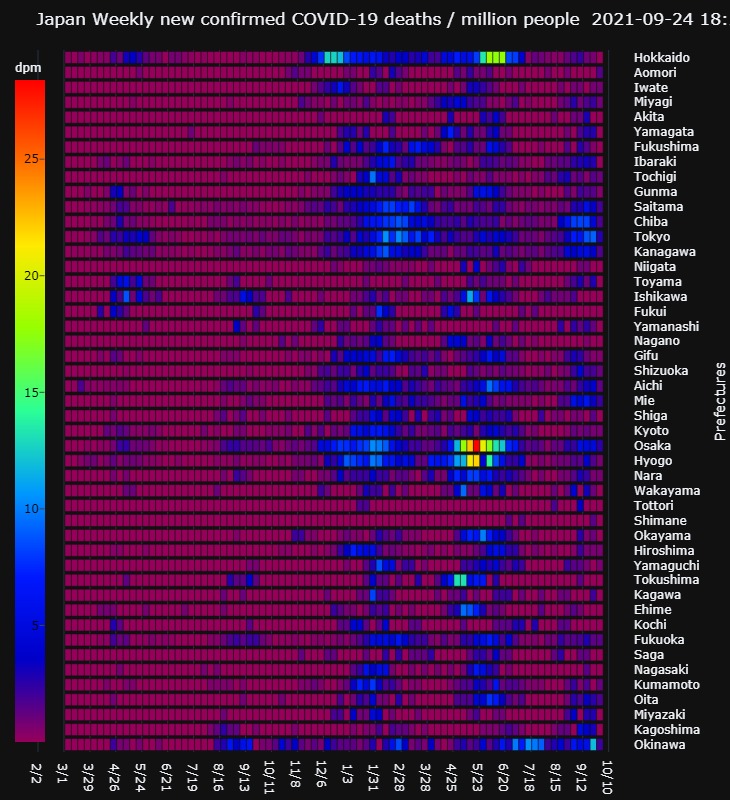 Japan Weekly new confirmed COVID-19 deaths / million people 2021-09-24 18:
dpm
25
20
15
10
5
Hokkaido
Aomori
Iwate
Miyagi
Akita
Yamagata
Fukushima
Ibaraki
Tochigi
Gunma
Saitama
Chiba
Tokyo
Kanagawa
Niigata
Toyama
Ishikawa
Fukui
Yamanashi
Nagano
Gifu
Shizuoka
Aichi
Mie
Shiga
Kyoto
Osaka
Hyogo
Nara
Wakayama
Tottori
Shimane
Okayama
Hiroshima
Yamaguchi
Tokushima
Kagawa
Ehime
Kochi
Fukuoka
Saga
Nagasaki
Kumamoto
Oita
Miyazaki
Kagoshima
Okinawa
Prefectures
2/2 3/1 3/29 4/26 5/24 6/21 7/19 8/16 9/13 10/11 11/8 12/6 1/3 1/31 2/28 3/28 4/25 5/23 6/20 7/18 8/15 9/12 10/10